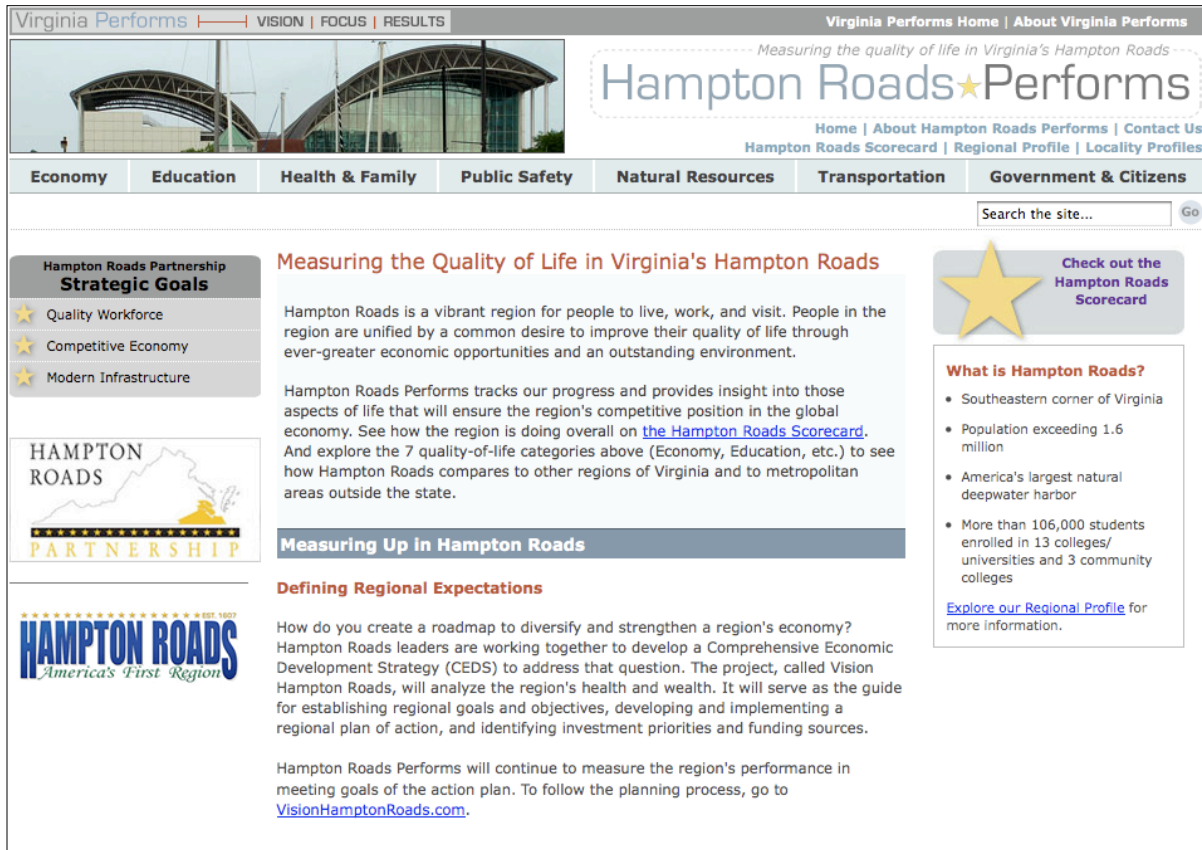 Virginia Performs VISION | FOCUS | RESULTS
Virginia Performs Home | About Virginia Performs
Measuring the quality of life in Virginia's Hampton Roads
Hampton Roads Performs
Home | About Hampton Roads Performs | Contact Us
Hampton Roads Scorecard | Regional Profile | Locality Profiles
Economy Education Health & Family Public Safety Natural Resources Transportation Government & Citizens
Search the site... Go
Hampton Roads Partnership
Strategic Goals
Quality Workforce
Competitive Economy
Modern Infrastructure
HAMPTON
ROADS
PARTNERSHIP
EST. 1607
HAMPTON ROADS
America's First Region
Measuring the Quality of Life in Virginia's Hampton Roads
Hampton Roads is a vibrant region for people to live, work, and visit. People in the
region are unified by a common desire to improve their quality of life through
ever-greater economic opportunities and an outstanding environment.
Hampton Roads Performs tracks our progress and provides insight into those
aspects of life that will ensure the region's competitive position in the global
economy. See how the region is doing overall on the Hampton Roads Scorecard.
And explore the 7 quality-of-life categories above (Economy, Education, etc.) to see
how Hampton Roads compares to other regions of Virginia and to metropolitan
areas outside the state.
Measuring Up in Hampton Roads
Defining Regional Expectations
How do you create a roadmap to diversify and strengthen a region's economy?
Hampton Roads leaders are working together to develop a Comprehensive Economic
Development Strategy (CEDS) to address that question. The project, called Vision
Hampton Roads, will analyze the region's health and wealth. It will serve as the guide
for establishing regional goals and objectives, developing and implementing a
regional plan of action, and identifying investment priorities and funding sources.
Hampton Roads Performs will continue to measure the region's performance in
meeting goals of the action plan. To follow the planning process, go to
VisionHamptonRoads.com.
Check out the
Hampton Roads
Scorecard
What is Hampton Roads?
• Southeastern corner of Virginia
• Population exceeding 1.6
million
• America's largest natural
deepwater harbor
• More than 106,000 students
enrolled in 13 colleges/
universities and 3 community
colleges
Explore our Regional Profile for
more information.